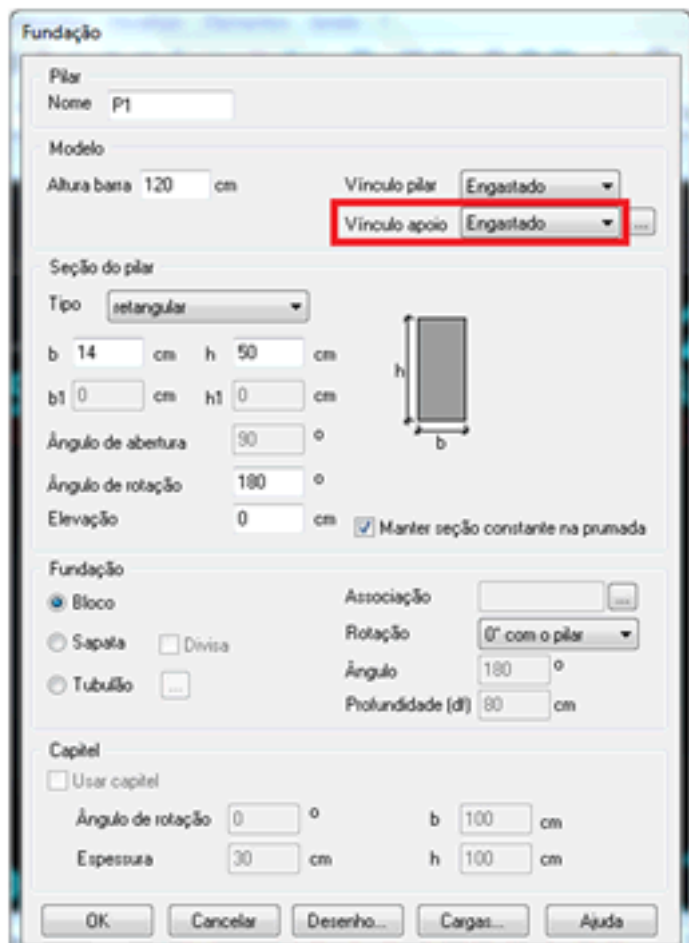 Fundação
Pilar
Nome P1
Modelo
Altura barra 120 cm Vínculo pilar Engastado
Vínculo apoio Engastado ...
Seção do pilar
Tipo retangular
b 14 cm h 50 cm
b1 0 cm h1 0 cm
h
b
Ângulo de abertura 90 °
Ângulo de rotação 180 °
Elevação 0 cm Manter seção constante na prumada
Fundação
Bloco Associação ...
Sapata Divisa Rotação 0° com o pilar
Tubulão ... Ângulo 180 °
Profundidade (df) 80 cm
Capitel
Usar capitel
Ângulo de rotação 0 ° b 100 cm
Espessura 30 cm h 100 cm
OK Cancelar Desenho... Cargas... Ajuda